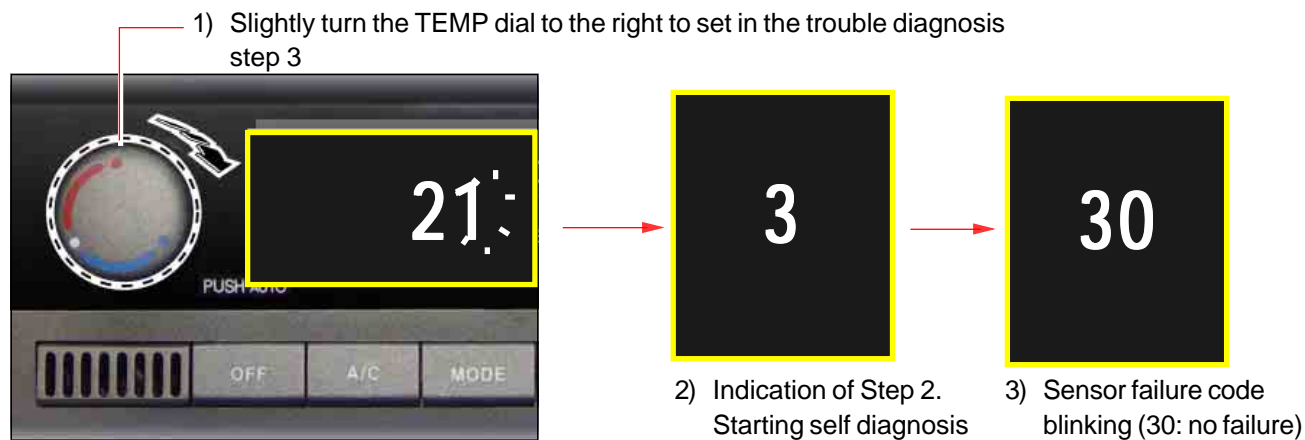 1) Slightly turn the TEMP dial to the right to set in the trouble diagnosis
step 3
21
3
30
PUSH AUTO
OFF A/C MODE
2) Indication of Step 2.
Starting self diagnosis
3) Sensor failure code
blinking (30: no failure)